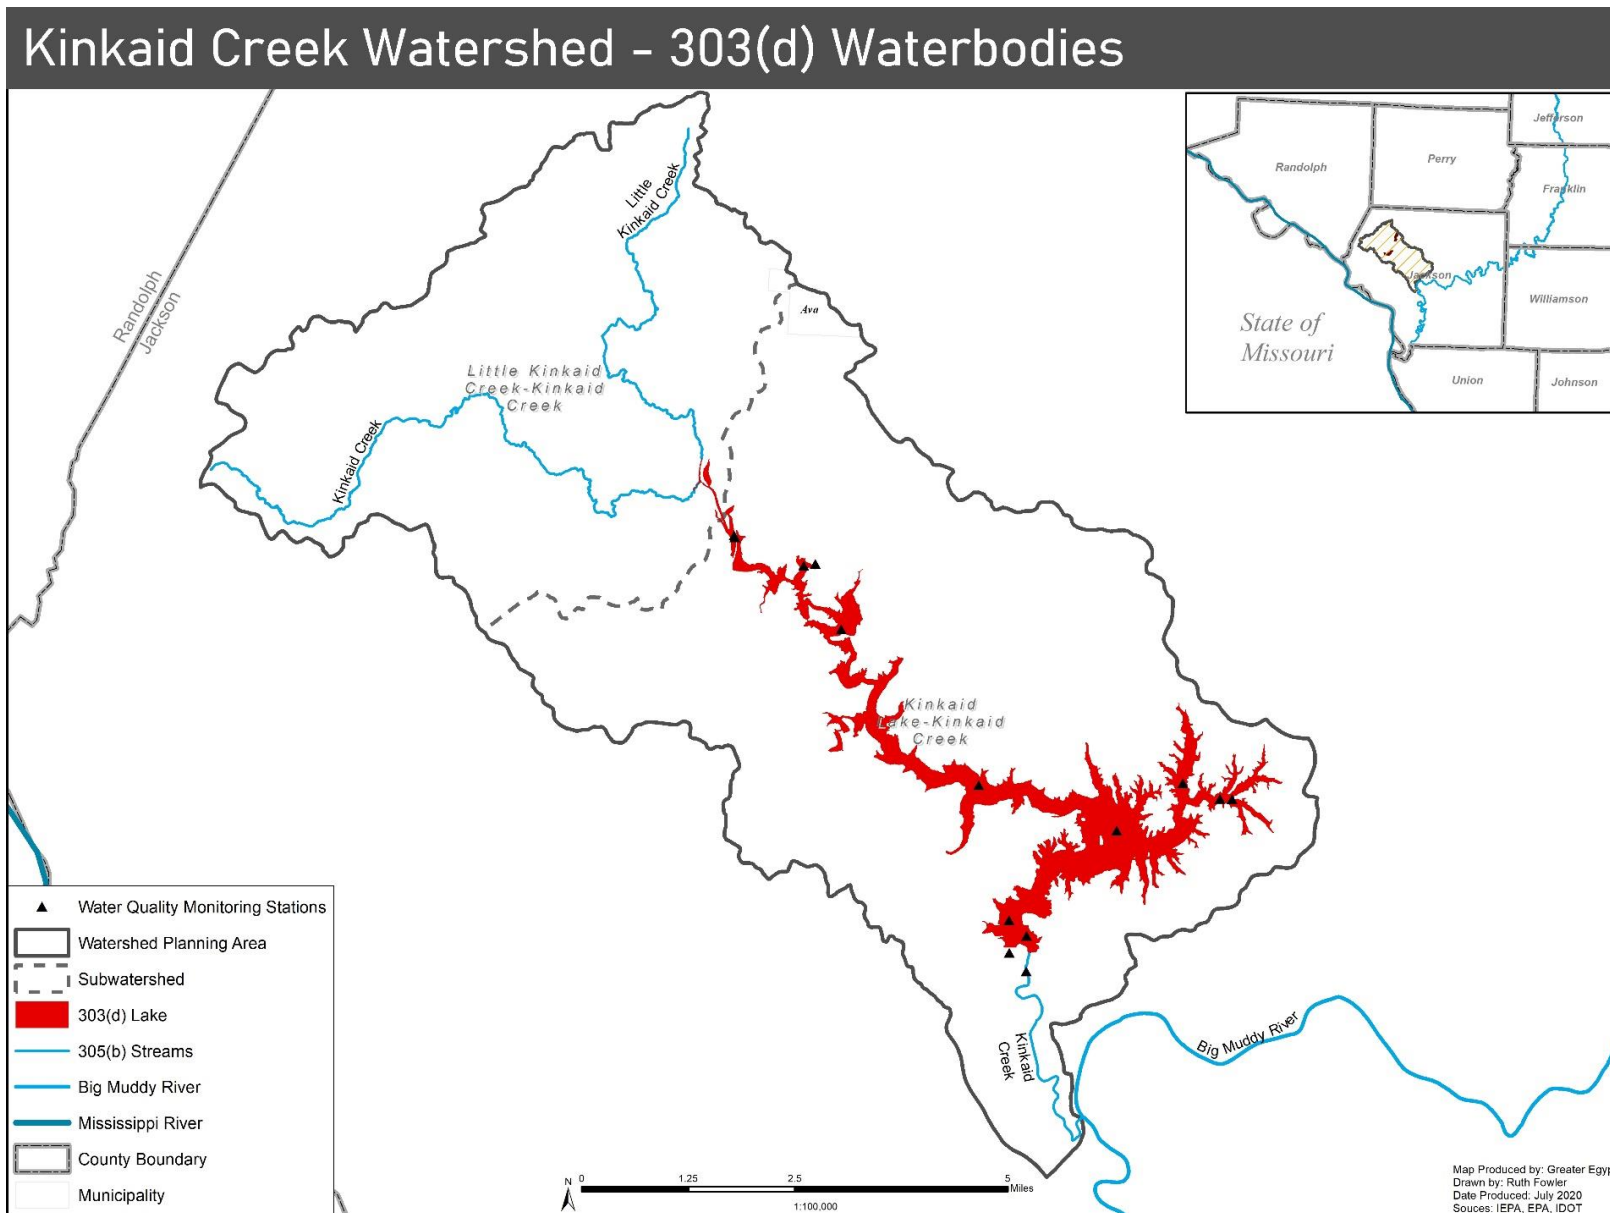 Kinkaid Creek Watershed - 303(d) Waterbodies
Jefferson
Randolph
Perry
Franklin
Jackson
Williamson
State of
Missouri
Union
Johnson
Little
Kinkaid Creek
Randolph
Jackson
Ava
Little Kinkaid
Creek-Kinkaid
Creek
Kinkaid Creek
Kinkaid
Lake-Kinkaid
Creek
Kinkaid
Creek
Big Muddy River
Water Quality Monitoring Stations
Watershed Planning Area
Subwatershed
303(d) Lake
305(b) Streams
Big Muddy River
Mississippi River
County Boundary
Municipality
N
0 1.25 2.5 5
Miles
1:100,000
Map Produced by: Greater Egyp
Drawn by: Ruth Fowler
Date Produced: July 2020
Souces: IEPA, EPA, IDOT